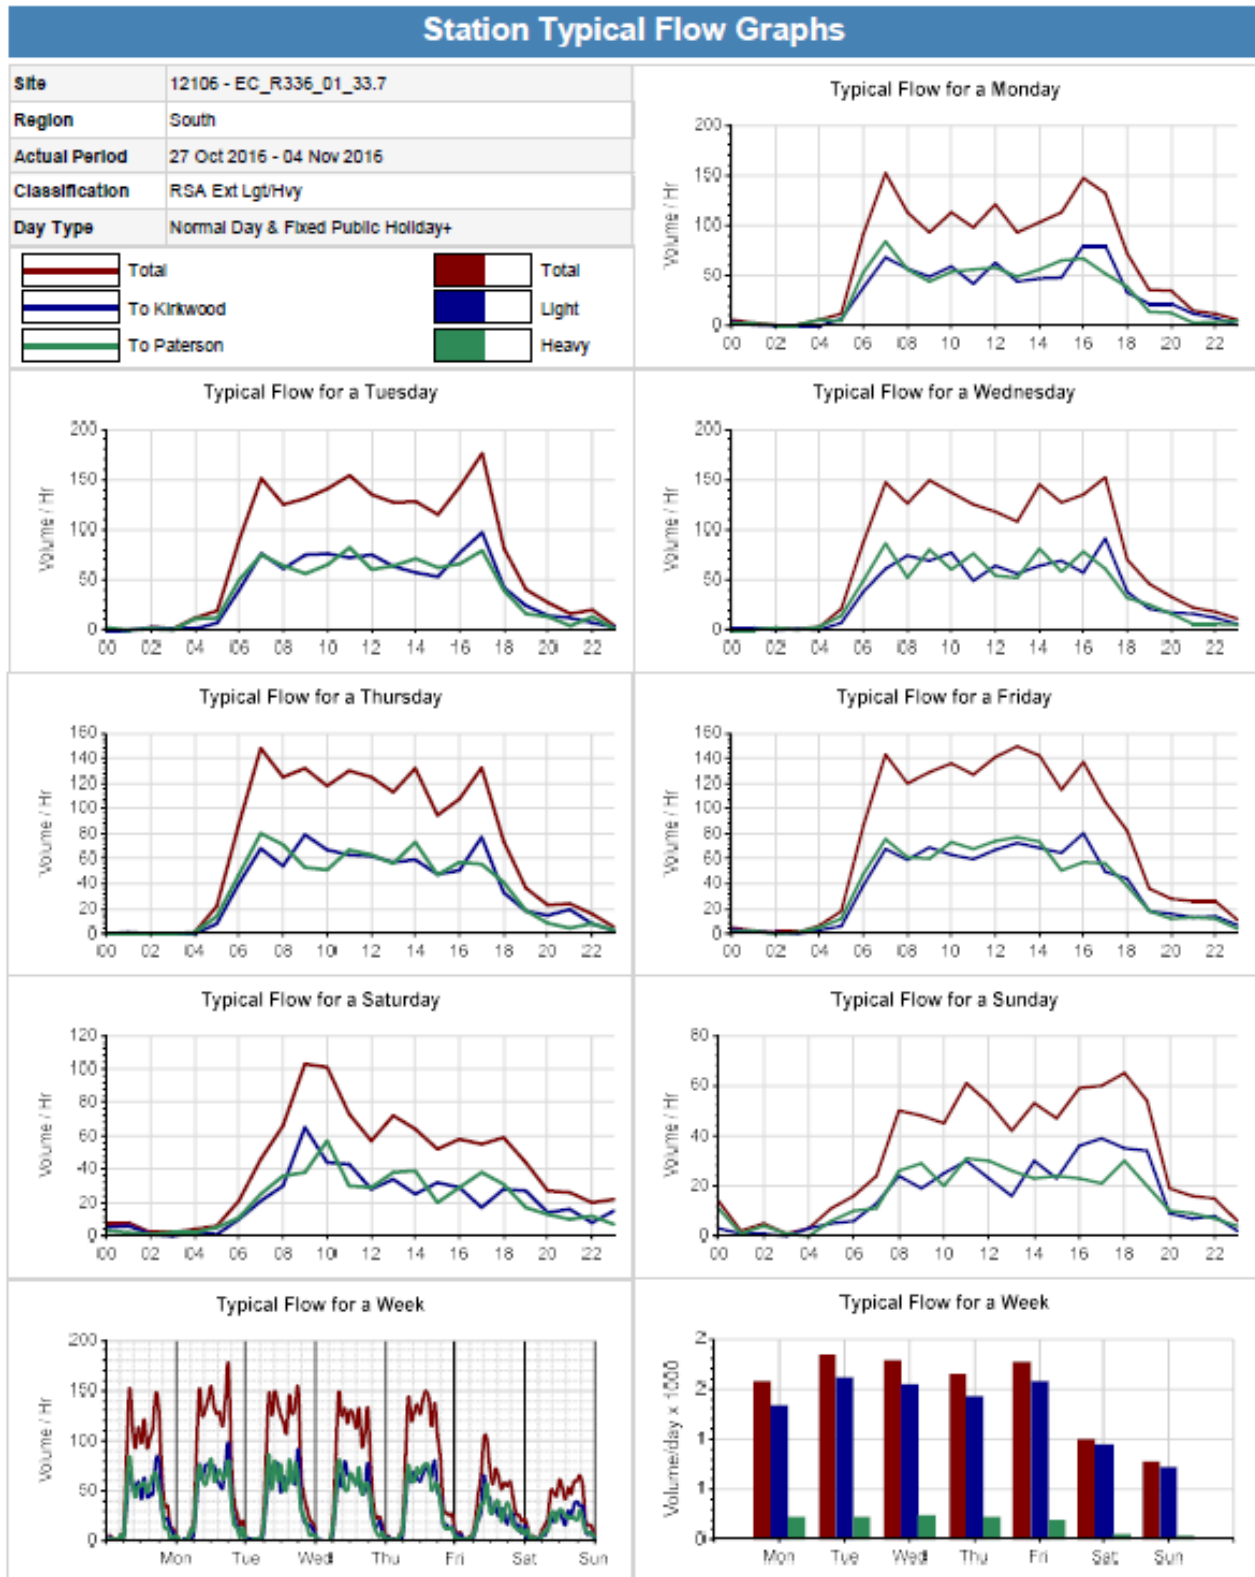 Station Typical Flow Graphs
Site 12106 - EC_R336_01_33.7
Region South
Actual Period 27 Oct 2016 - 04 Nov 2016
Classification RSA Ext Lgt/Hvy
Day Type Normal Day & Fixed Public Holiday+
Total Total
To Kirkwood Light
To Paterson Heavy
Typical Flow for a Monday
Volume / Hr
200
150
100
50
0
00 02 04 06 08 10 12 14 16 18 20 22
Typical Flow for a Tuesday
Volume / Hr
200
150
100
50
0
00 02 04 06 08 10 12 14 16 18 20 22
Typical Flow for a Wednesday
Volume / Hr
200
150
100
50
0
00 02 04 06 08 10 12 14 16 18 20 22
Typical Flow for a Thursday
Volume / Hr
160
140
120
100
80
60
40
20
0
00 02 04 06 08 10 12 14 16 18 20 22
Typical Flow for a Friday
Volume / Hr
160
140
120
100
80
60
40
20
0
00 02 04 06 08 10 12 14 16 18 20 22
Typical Flow for a Saturday
Volume / Hr
120
100
80
60
40
20
0
00 02 04 06 08 10 12 14 16 18 20 22
Typical Flow for a Sunday
Volume / Hr
80
60
40
20
0
00 02 04 06 08 10 12 14 16 18 20 22
Typical Flow for a Week
Volume / Hr
200
150
100
50
0
Mon Tue Wed Thu Fri Sat Sun
Typical Flow for a Week
Volume/day x 1000
2
2
1
1
0
Mon Tue Wed Thu Fri Sat Sun